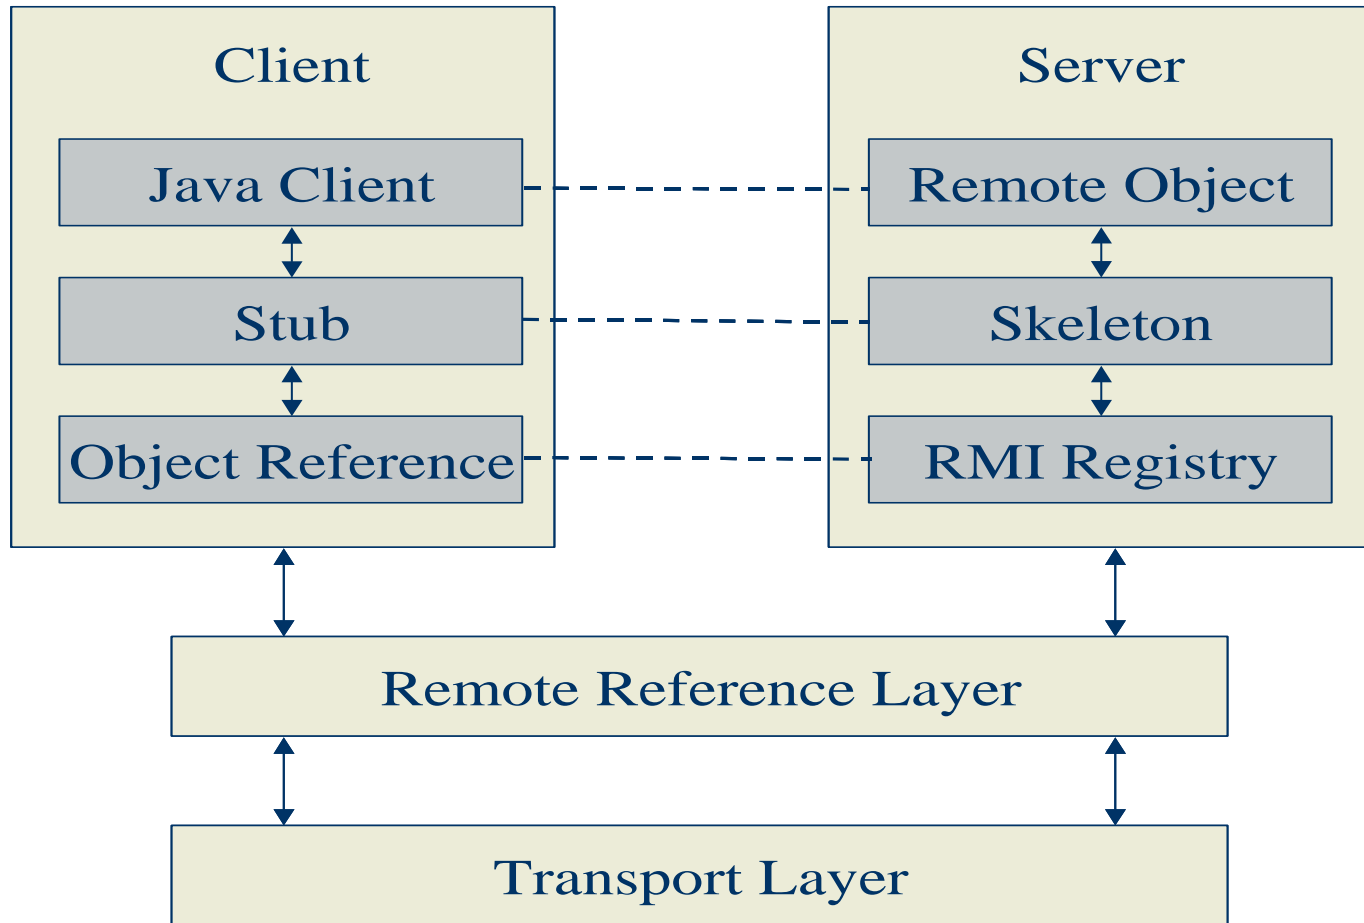 Client
Server
Java Client
Remote Object
Stub
Skeleton
Object Reference
RMI Registry
Remote Reference Layer
Transport Layer